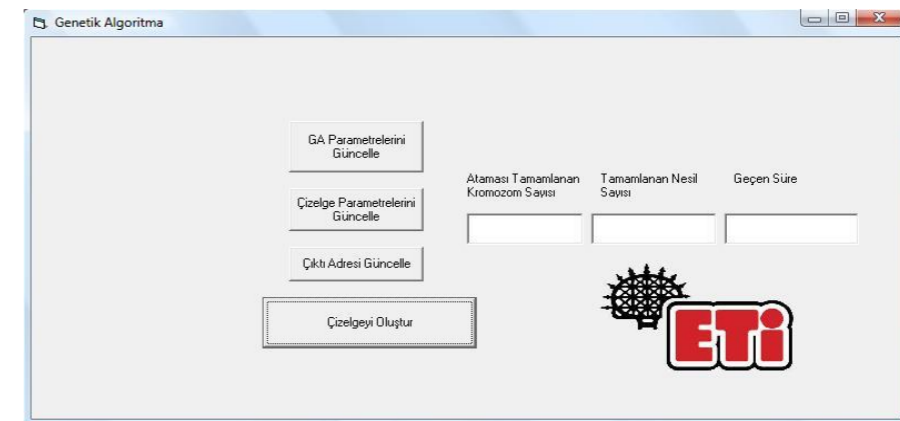 Genetik Algoritma
GA Parametrelerini
Güncelle
Çizelge Parametrelerini
Güncelle
Çıktı Adresi Güncelle
Çizelgeyi Oluştur
Ataması Tamamlanan
Kromozom Sayısı
Tamamlanan Nesil
Sayısı
Geçen Süre
ETi